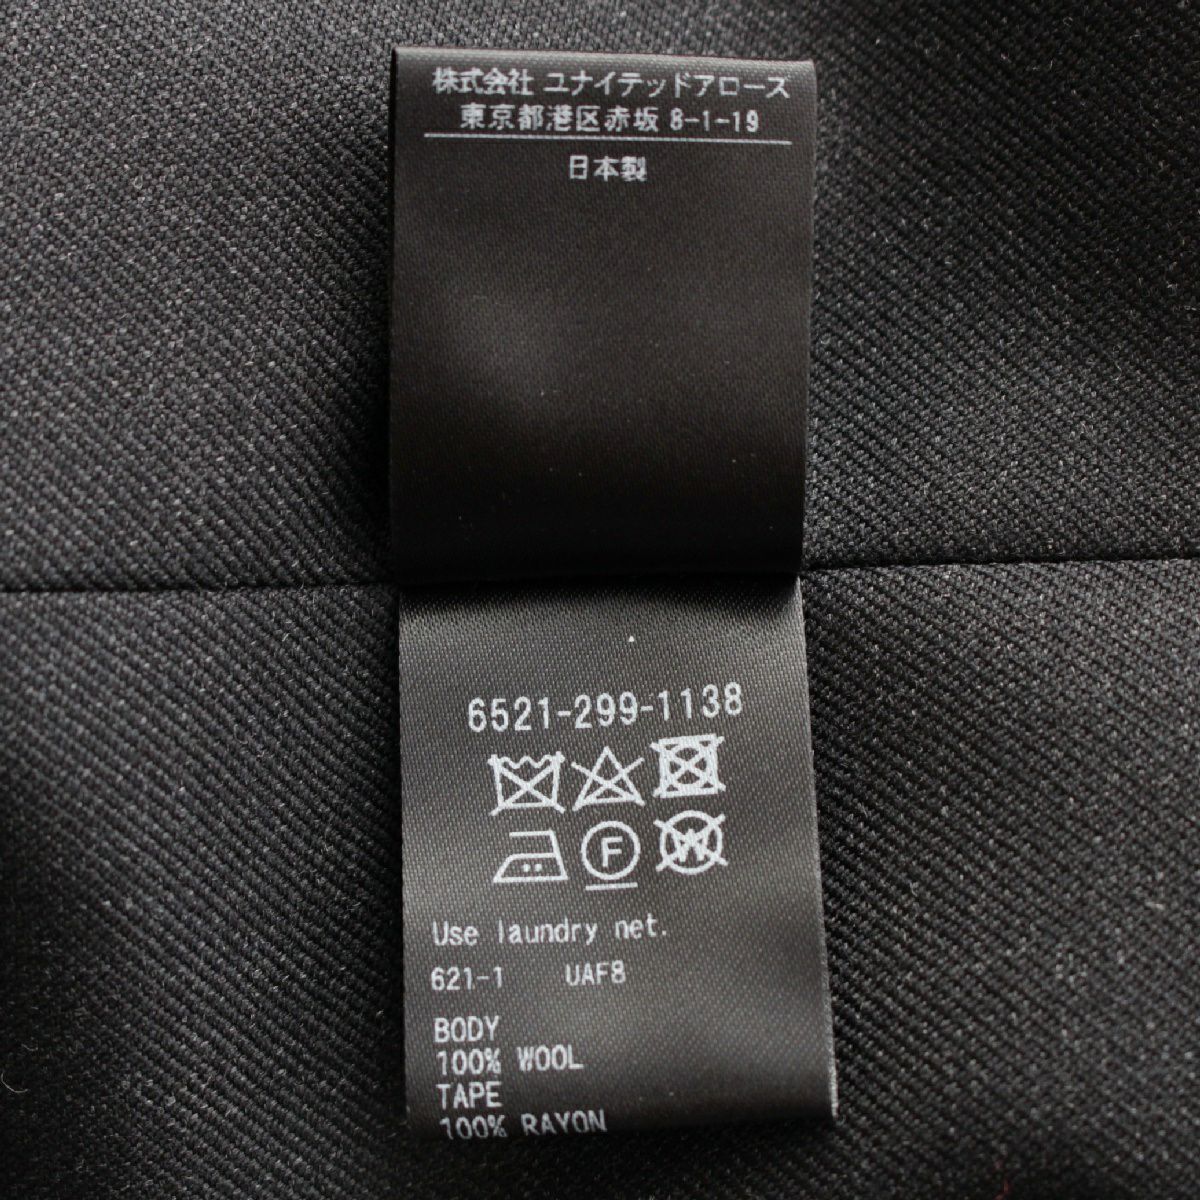 株式会社 ユナイテッドアローズ
東京都港区赤坂 8-1-19
日本製
6521-299-1138
F W
Use laundry net.
621-1 UAF8
BODY
100% WOOL
TAPE
100% RAYON